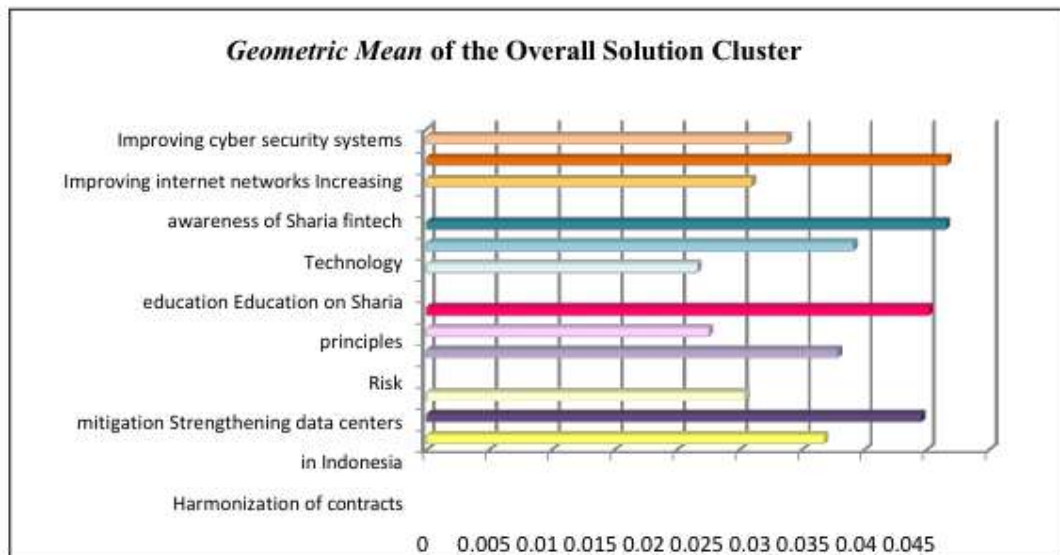 Geometric Mean of the Overall Solution Cluster
Improving cyber security systems
Improving internet networks Increasing
awareness of Sharia fintech
Technology
education Education on Sharia
principles
Risk
mitigation Strengthening data centers
in Indonesia
Harmonization of contracts
0 0.005 0.01 0.015 0.02 0.025 0.03 0.035 0.04 0.045